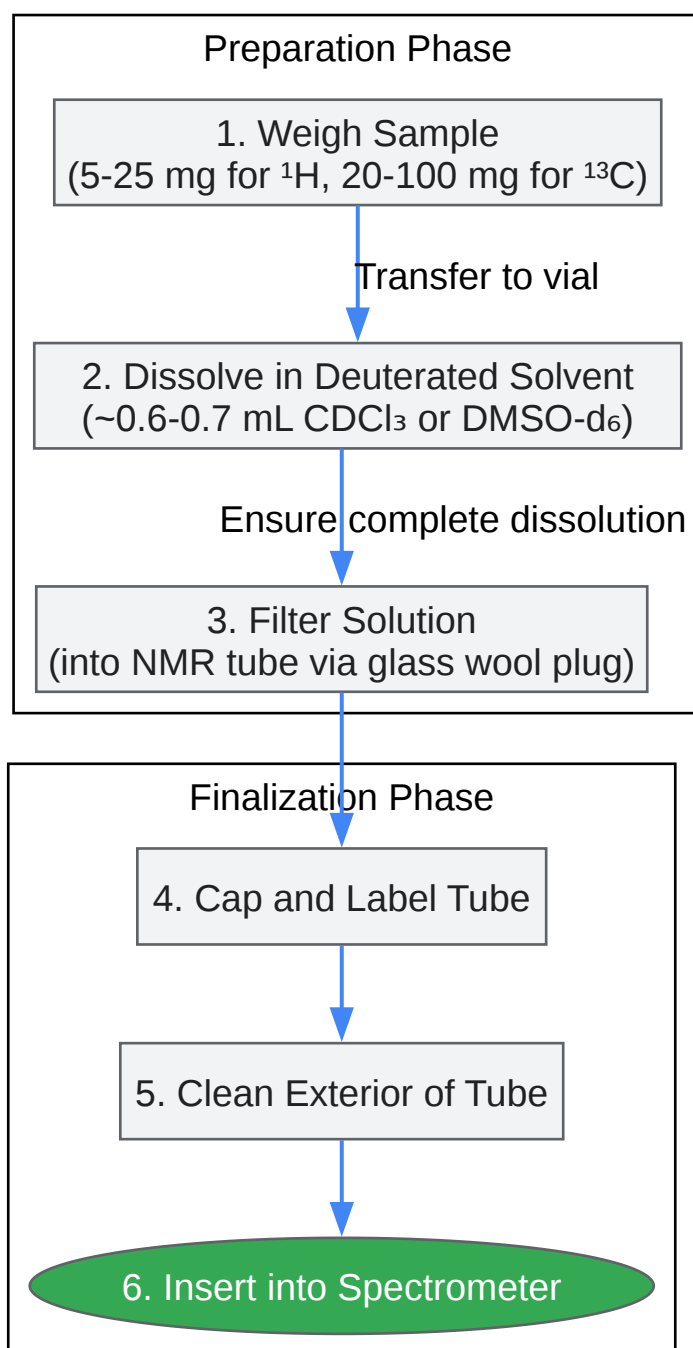 Preparation Phase
1. Weigh Sample
(5-25 mg for ¹H, 20-100 mg for ¹³C)
Transfer to vial
2. Dissolve in Deuterated Solvent
(~0.6-0.7 mL CDCl₃ or DMSO-d₆)
Ensure complete dissolution
3. Filter Solution
(into NMR tube via glass wool plug)
Finalization Phase
4. Cap and Label Tube
5. Clean Exterior of Tube
6. Insert into Spectrometer